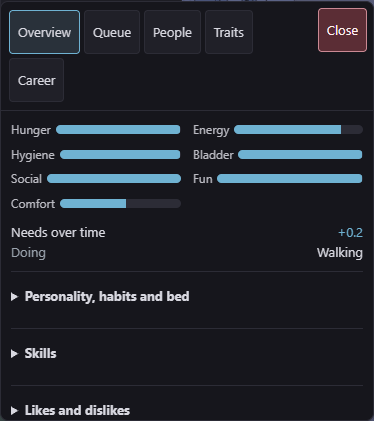 Overview Queue People Traits Close
Career
Hunger Energy
Hygiene Bladder
Social Fun
Comfort
Needs over time +0.2
Doing Walking
Personality, habits and bed
Skills
Likes and dislikes